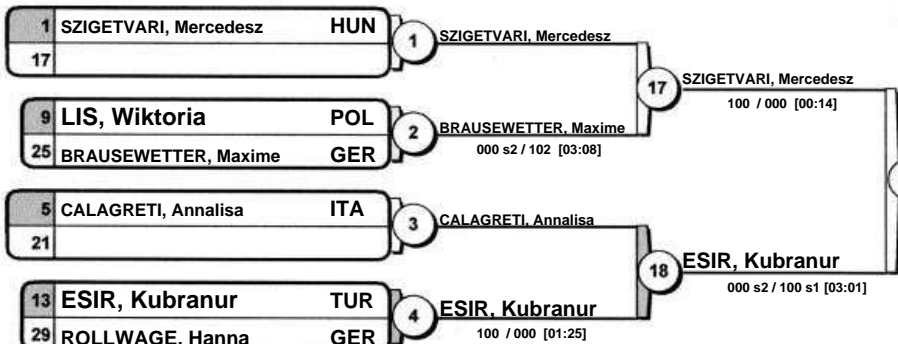 1 SZIGETVARI, Mercedesz HUN
17
1
SZIGETVARI, Mercedesz
9 LIS, Wiktoria POL
25 BRAUSEWETTER, Maxime GER
2
BRAUSEWETTER, Maxime
000 s2 / 102 [03:08]
17
SZIGETVARI, Mercedesz
100 / 000 [00:14]
5 CALAGRETI, Annalisa ITA
21
3
CALAGRETI, Annalisa
13 ESIR, Kubranur TUR
29 ROLLWAGE, Hanna GER
4
ESIR, Kubranur
100 / 000 [01:25]
18
ESIR, Kubranur
000 s2 / 100 s1 [03:01]